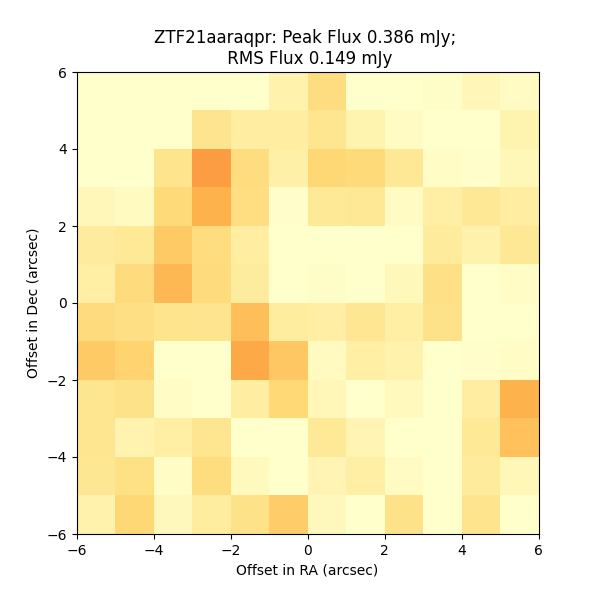 ZTF21aaraqpr: Peak Flux 0.386 mJy;
RMS Flux 0.149 mJy
6
4
2
0
−2
−4
−6
Offset in Dec (arcsec)
−6 −4 −2 0 2 4 6
Offset in RA (arcsec)